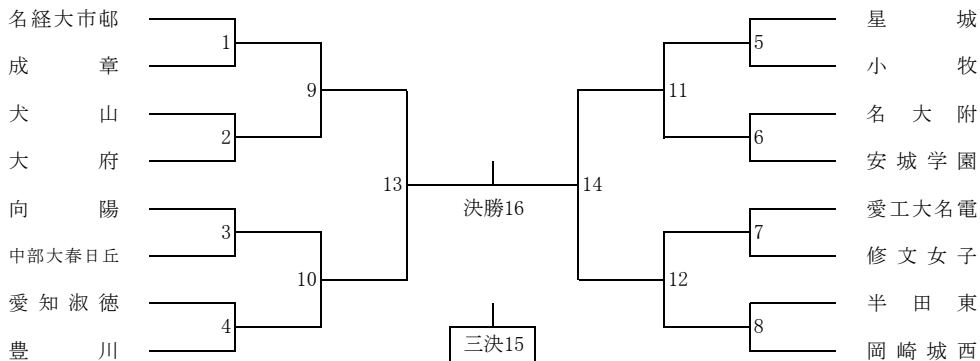 名経大市邨
成章
犬山
大府
向陽
中部大春日丘
愛知淑徳
豊川
1
2
3
4
9
10
13
決勝16
三決15
14
11
12
5
6
7
8
星城
小牧
名大附
安城学園
愛工大名電
修文女子
半田東
岡崎城西